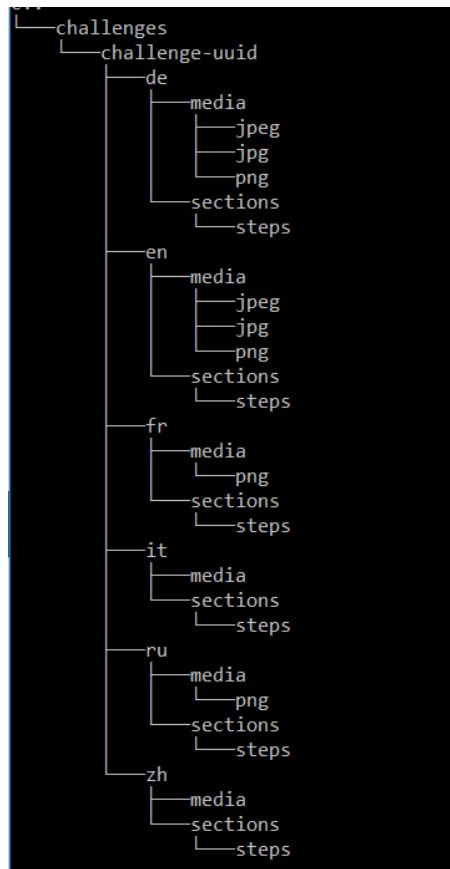 └───challenges
    └───challenge-uuid
        ├───de
        │   ├───media
        │   │   ├───jpeg
        │   │   ├───jpg
        │   │   └───png
        │   └───sections
        │       └───steps
        ├───en
        │   ├───media
        │   │   ├───jpeg
        │   │   ├───jpg
        │   │   └───png
        │   └───sections
        │       └───steps
        ├───fr
        │   ├───media
        │   │   └───png
        │   └───sections
        │       └───steps
        ├───it
        │   ├───media
        │   └───sections
        │       └───steps
        ├───ru
        │   ├───media
        │   │   └───png
        │   └───sections
        │       └───steps
        └───zh
            ├───media
            └───sections
                └───steps